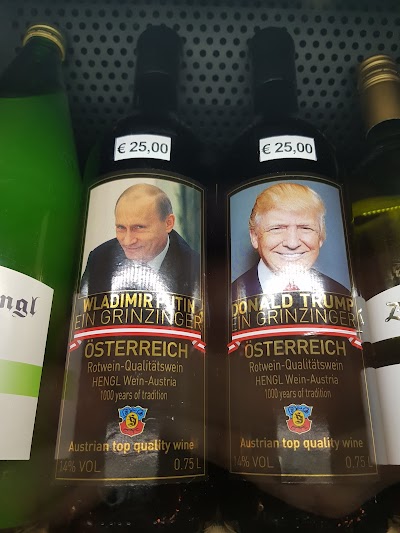 € 25,00
WLADIMIR PUTIN
EIN GRINZINGER
ÖSTERREICH
Rotwein-Qualitätswein
HENGL Wein-Austria
1000 years of tradition
Austrian top quality wine
14% VOL 0.75 L
€ 25,00
DONALD TRUMP
EIN GRINZINGER
ÖSTERREICH
Rotwein-Qualitätswein
HENGL Wein-Austria
1000 years of tradition
Austrian top quality wine
14% VOL 0.75 L
ngl